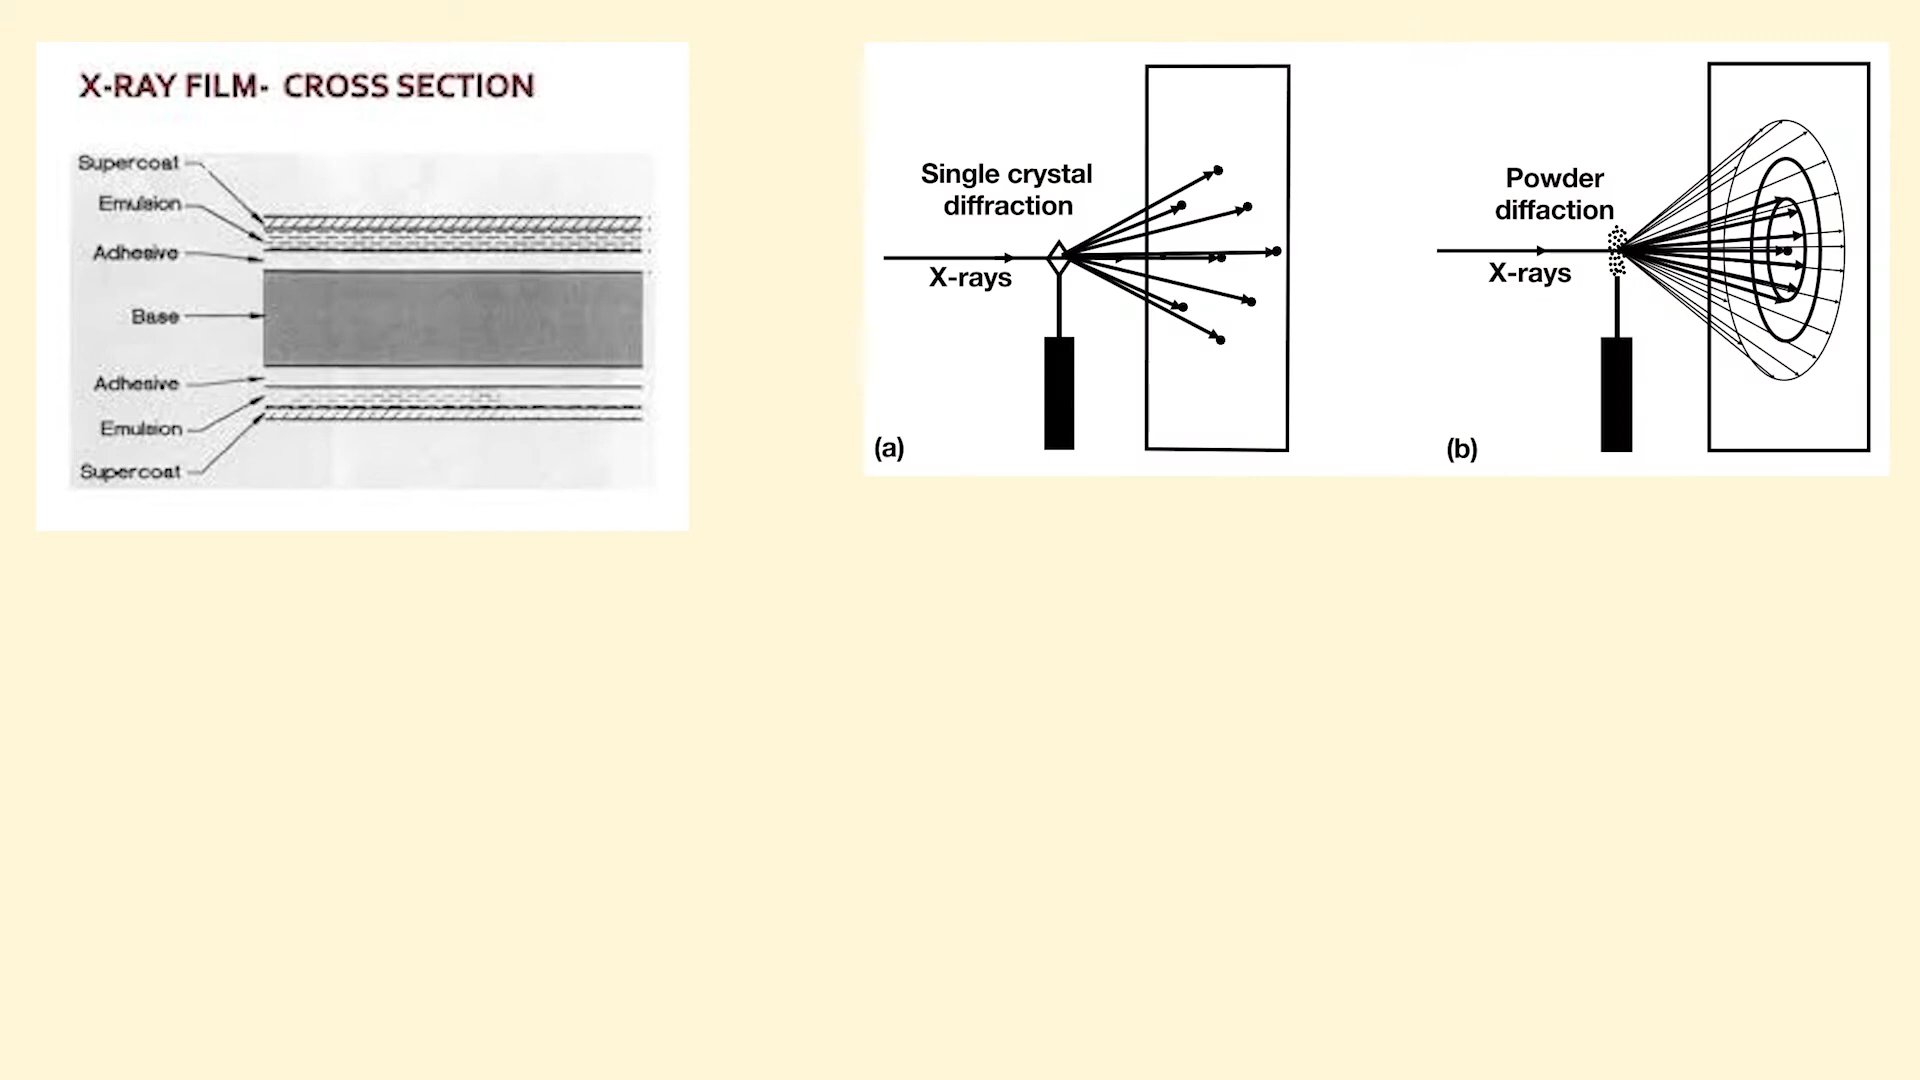 X-RAY FILM- CROSS SECTION
Supercoat
Emulsion
Adhesive
Base
Adhesive
Emulsion
Supercoat
Single crystal
diffraction
X-rays
(a)
Powder
diffaction
X-rays
(b)